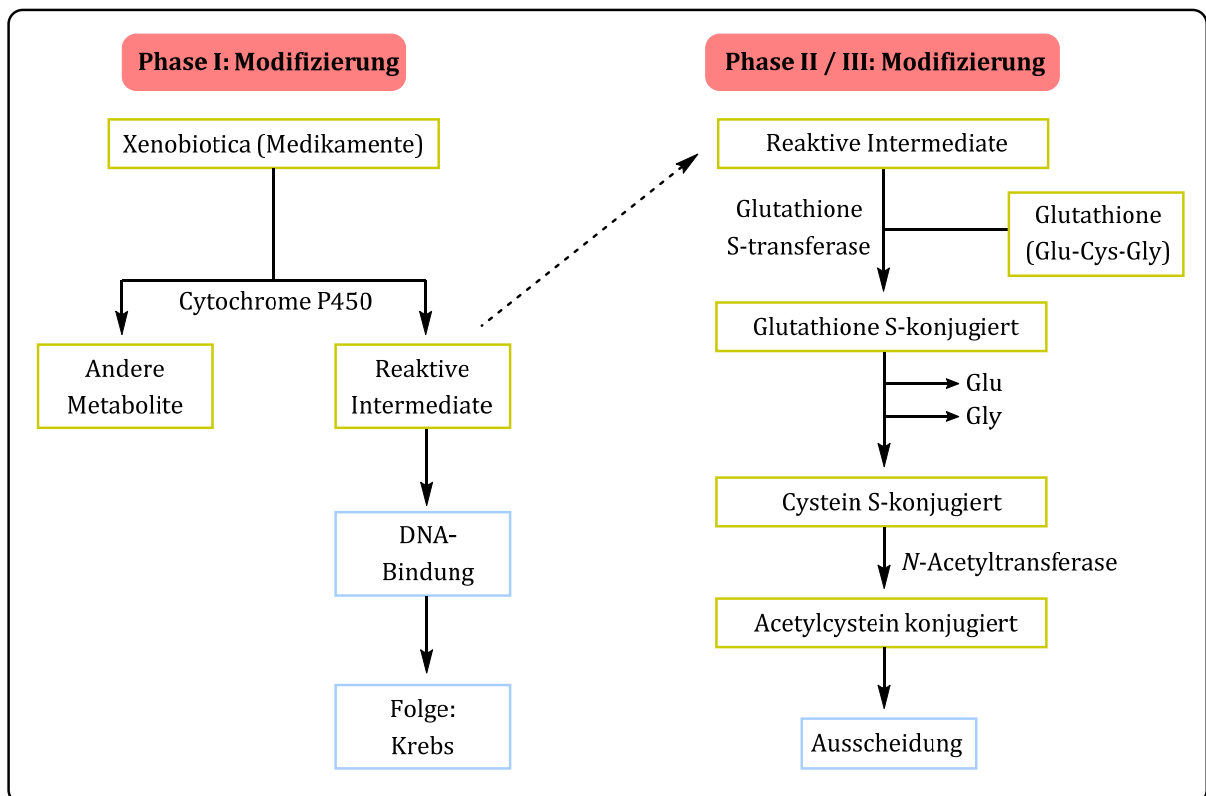 Phase I: Modifizierung
Xenobiotica (Medikamente)
Cytochrome P450
Andere
Metabolite
Reaktive
Intermediate
DNA-
Bindung
Folge:
Krebs
Phase II / III: Modifizierung
Reaktive Intermediate
Glutathione
S-transferase
Glutathione
(Glu-Cys-Gly)
Glutathione S-konjugiert
Glu
Gly
Cystein S-konjugiert
N-Acetyltransferase
Acetylcystein konjugiert
Ausscheidung